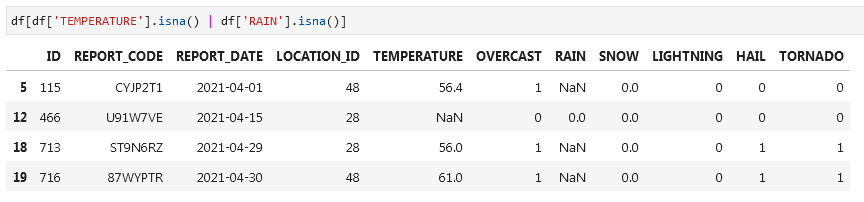 df[df['TEMPERATURE'].isna() | df['RAIN'].isna()]
ID REPORT_CODE REPORT_DATE LOCATION_ID TEMPERATURE OVERCAST RAIN SNOW LIGHTNING HAIL TORNADO
5 115 CYJP2T1 2021-04-01 48 56.4 1 NaN 0.0 0 0 0
12 466 U91W7VE 2021-04-15 28 NaN 0 0.0 0.0 0 0 0
18 713 ST9N6RZ 2021-04-29 28 56.0 1 NaN 0.0 0 1 1
19 716 87WYPTR 2021-04-30 48 61.0 1 NaN 0.0 0 1 1